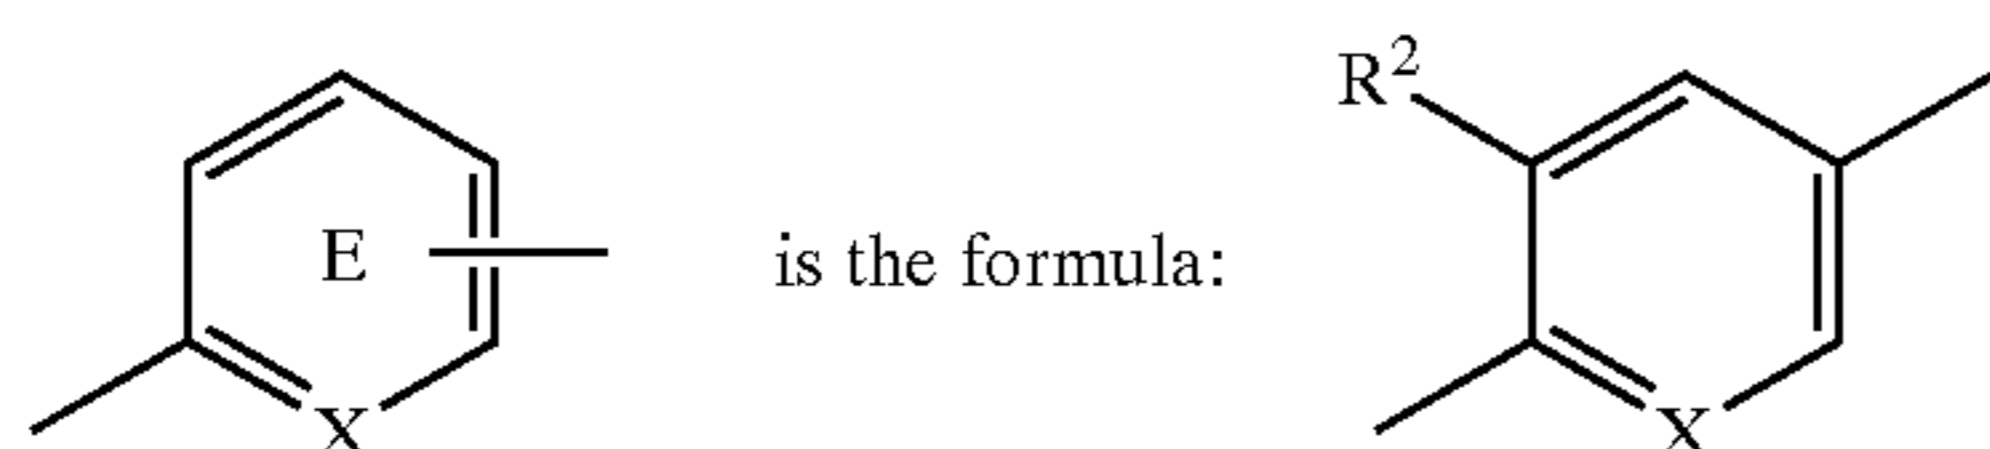 R²
E is the formula:
X X